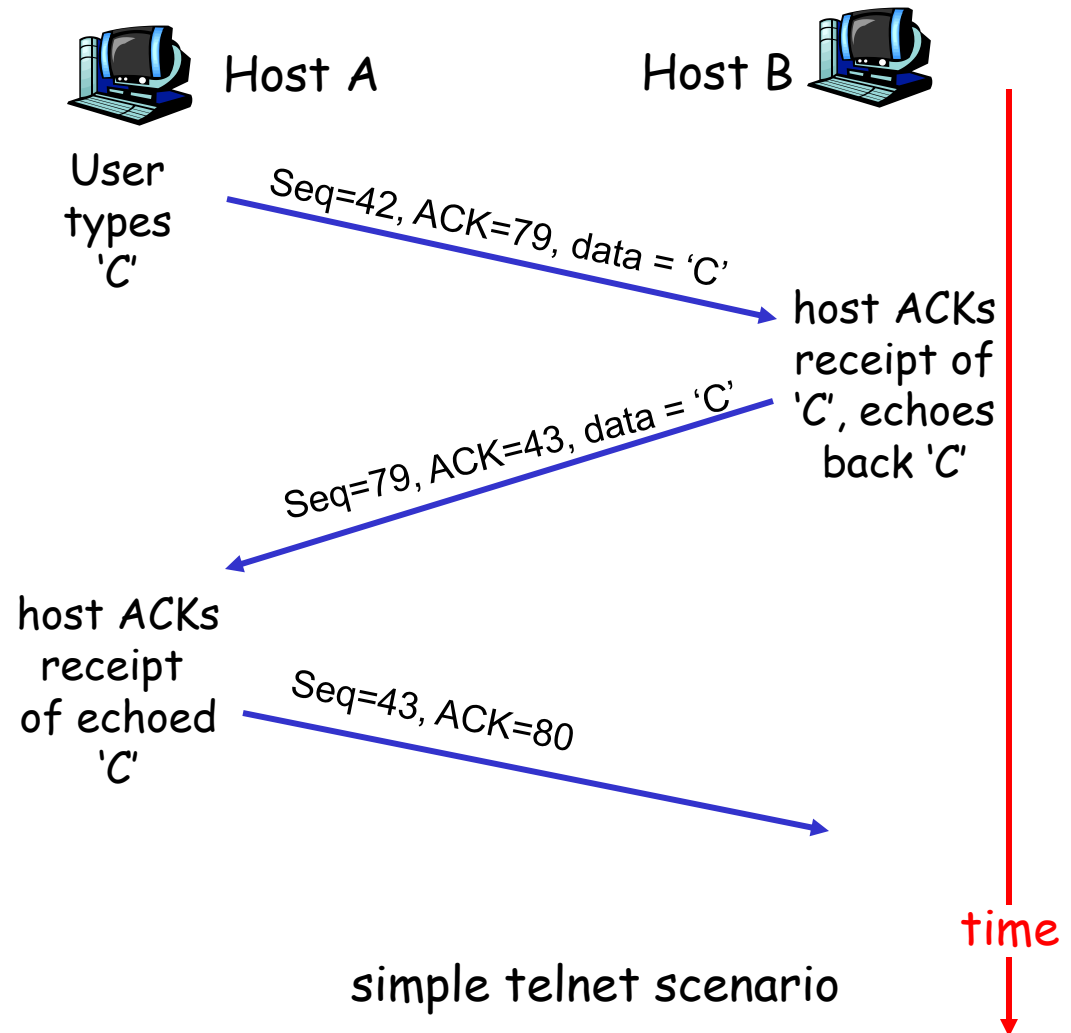 Host A
Host B
User
types
‘C’
Seq=42, ACK=79, data = ‘C’
host ACKs
receipt of
‘C’, echoes
back ‘C’
Seq=79, ACK=43, data = ‘C’
host ACKs
receipt
of echoed
‘C’
Seq=43, ACK=80
time
simple telnet scenario